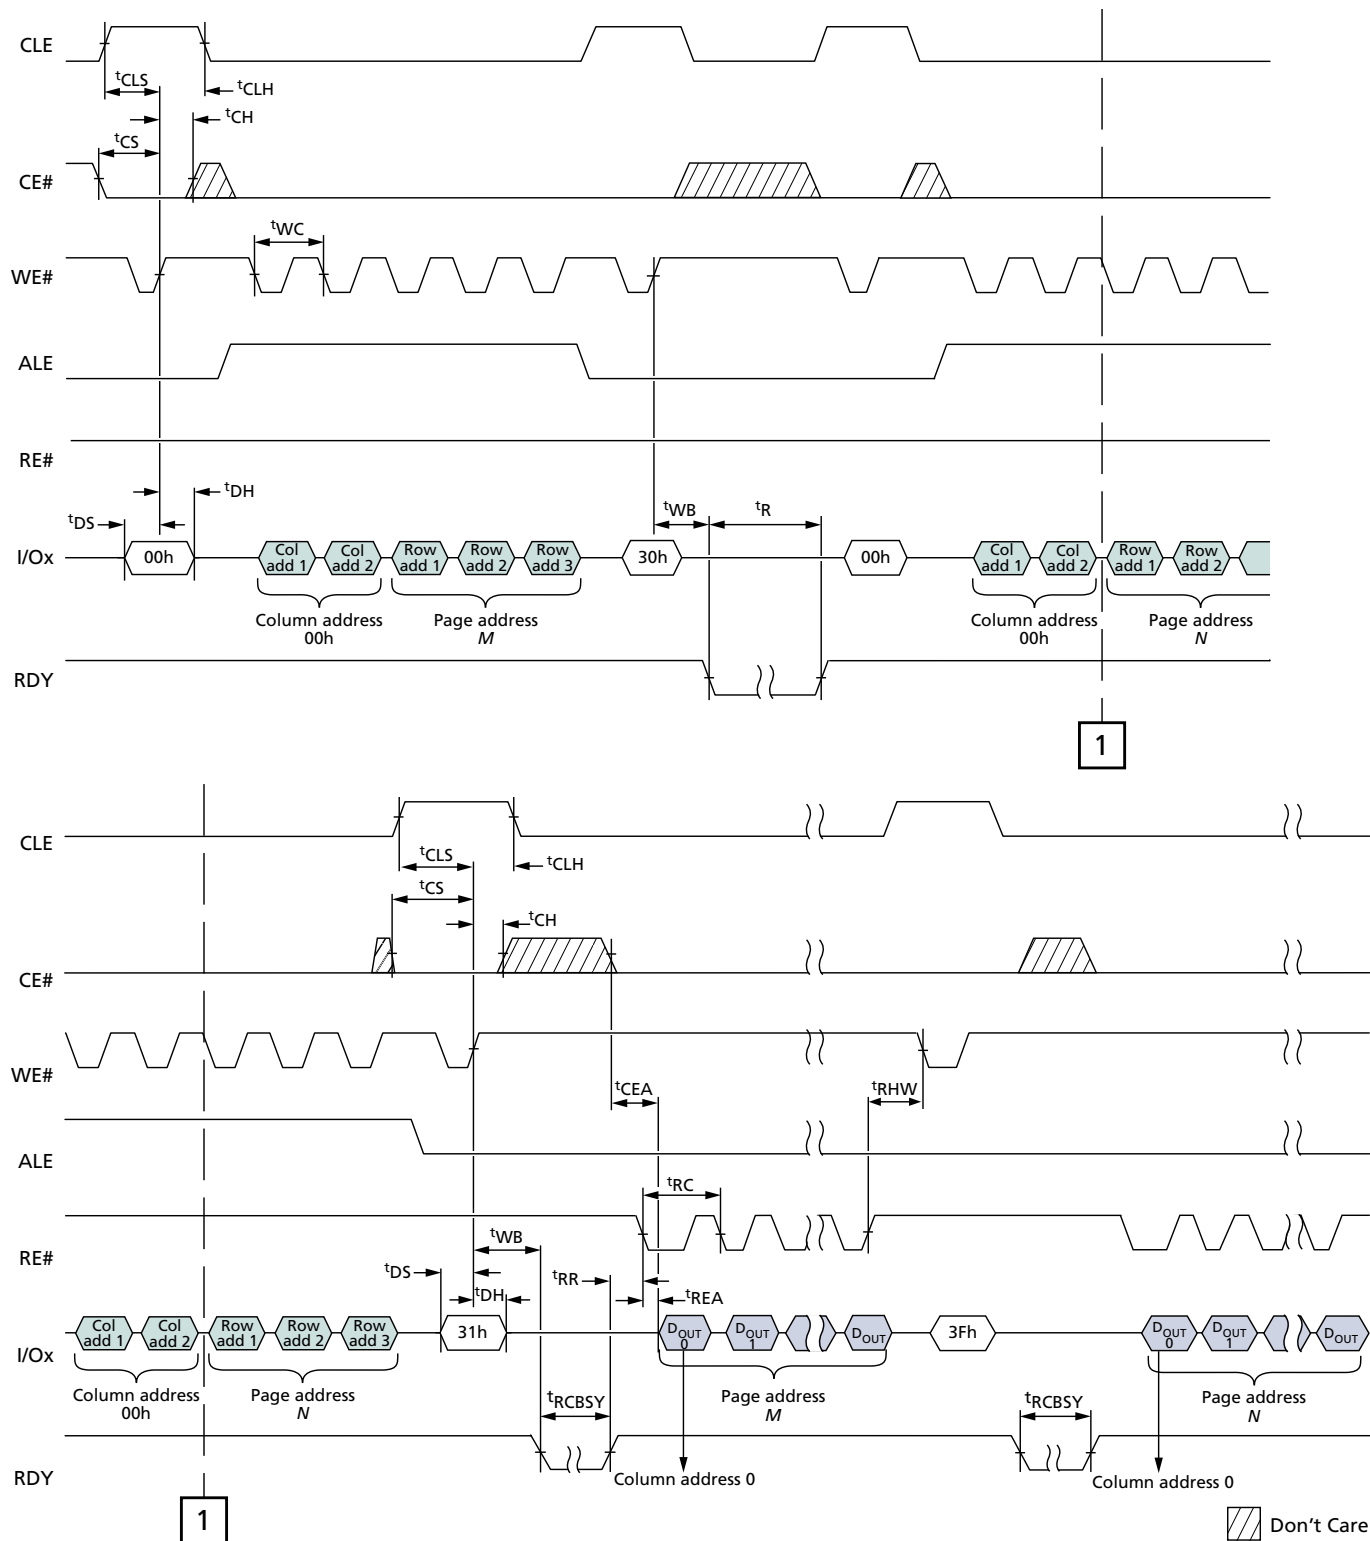 CLE
tCLS
tCLH
tCH
tCS
CE#
tWC
WE#
ALE
RE#
tDH
tDS
tWB
tR
I/Ox
00h
Col add 1
Col add 2
Row add 1
Row add 2
Row add 3
30h
00h
Col add 1
Col add 2
Row add 1
Row add 2
Column address
00h
Page address
M
Column address
00h
Page address
N
RDY
1
CLE
tCLS
tCLH
tCS
tCH
CE#
WE#
tCEA
tRHW
ALE
tRC
tWB
RE#
tDS
tRR
tDH
tREA
I/Ox
Col add 1
Col add 2
Row add 1
Row add 2
Row add 3
31h
DOUT 0
DOUT 1
DOUT
3Fh
DOUT 0
DOUT 1
DOUT
Column address
00h
Page address
N
tRCBSY
Page address
M
tRCBSY
Page address
N
RDY
Column address 0
Column address 0
1
Don't Care